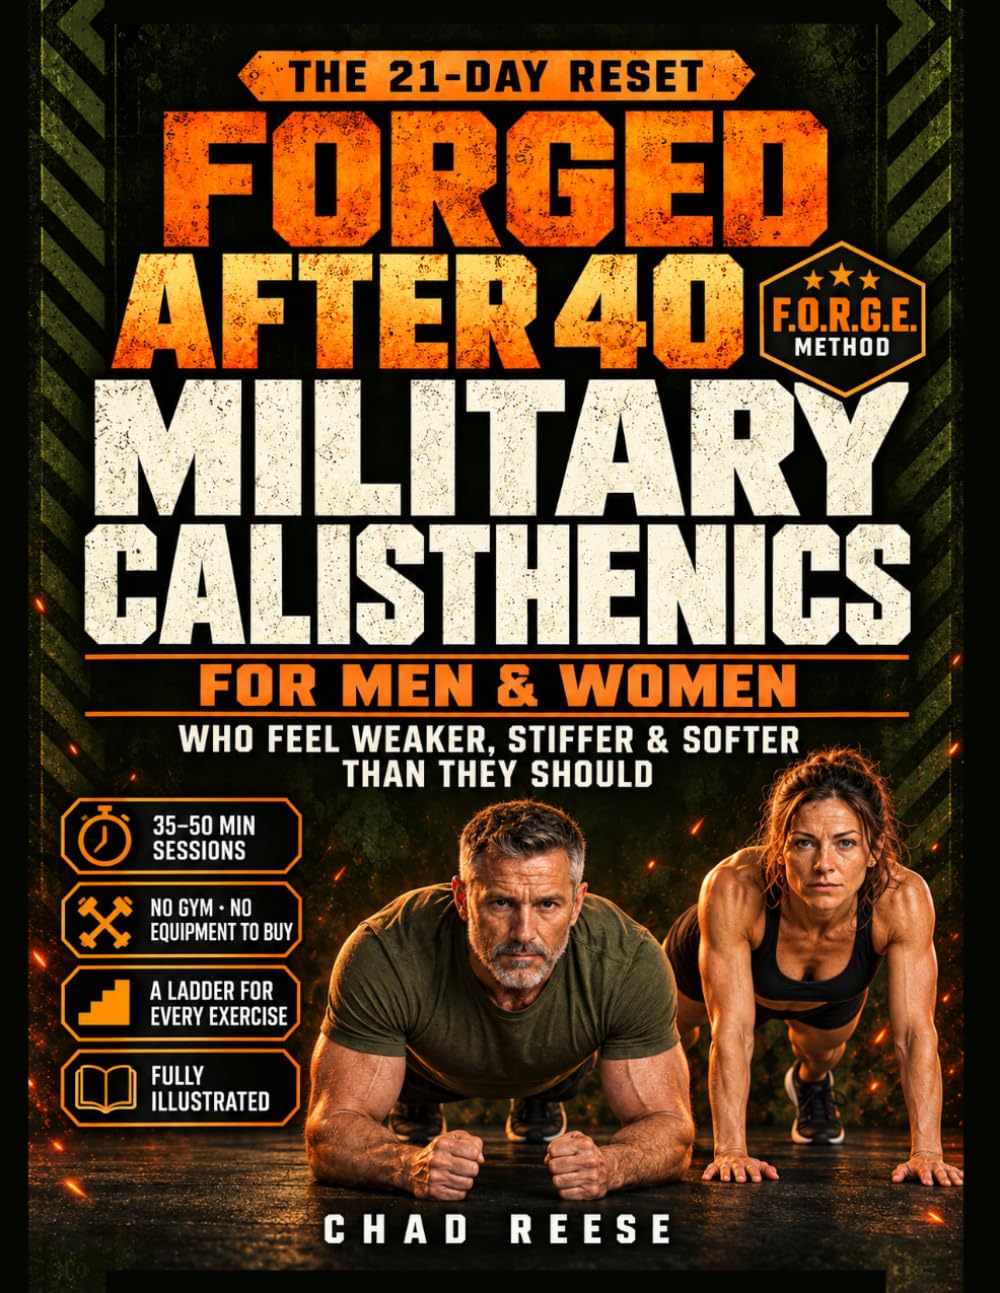 THE 21-DAY RESET
FORGED
AFTER 40
F.O.R.G.E.
METHOD
MILITARY
CALISTHENICS
FOR MEN & WOMEN
WHO FEEL WEAKER, STIFFER & SOFTER
THAN THEY SHOULD
35–50 MIN
SESSIONS
NO GYM · NO
EQUIPMENT TO BUY
A LADDER FOR
EVERY EXERCISE
FULLY
ILLUSTRATED
CHAD REESE